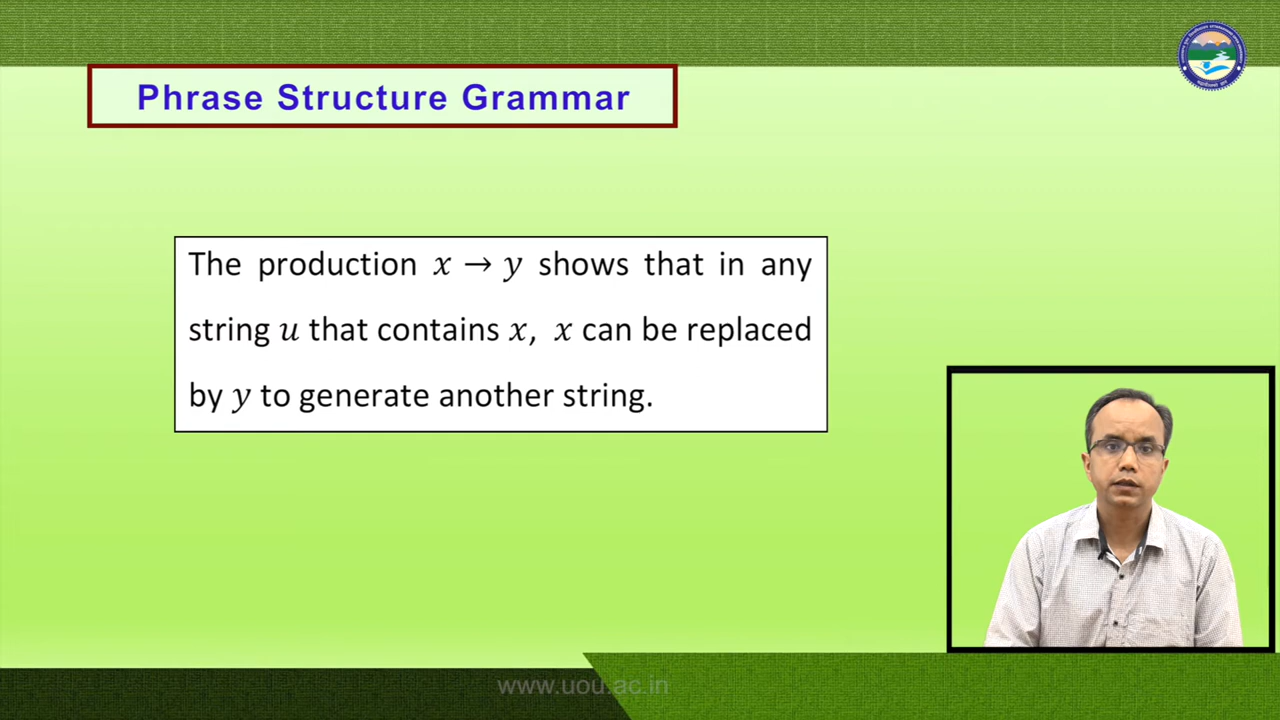 Phrase Structure Grammar
The production x → y shows that in any
string u that contains x, x can be replaced
by y to generate another string.
www.uou.ac.in